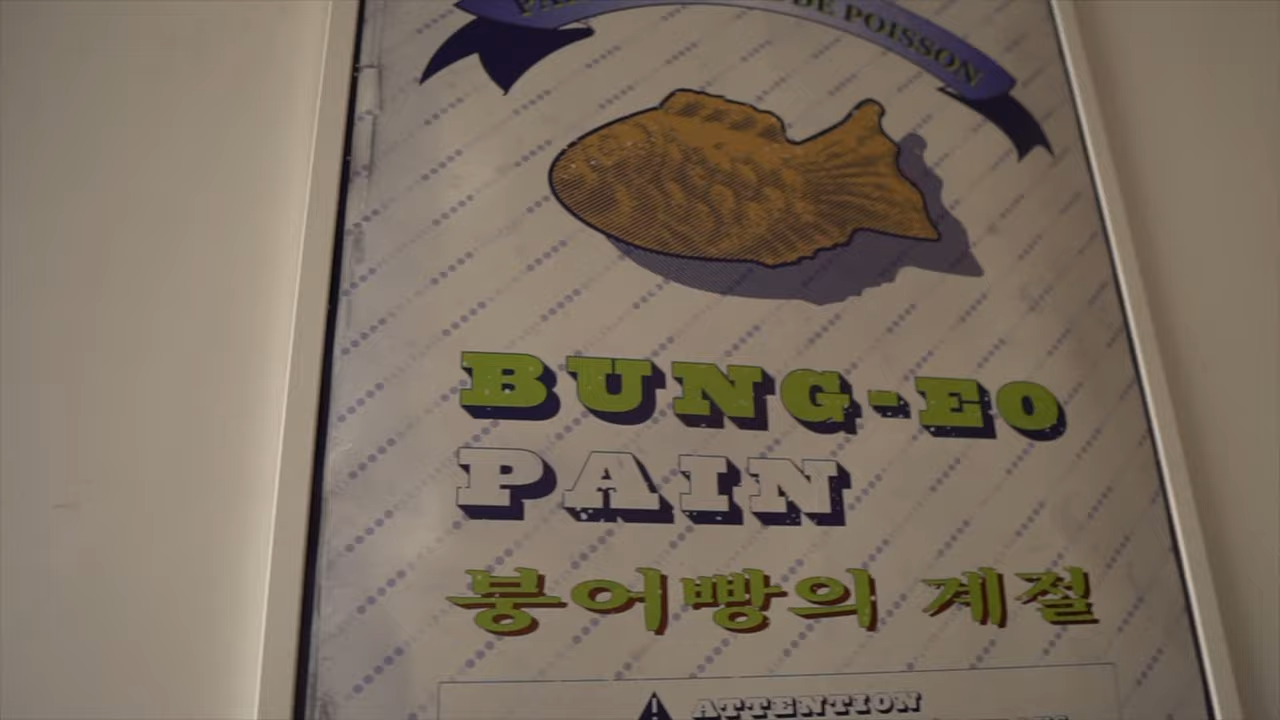 DE POISSON
BUNG-EO
PAIN
붕어빵의 계절
ATTENTION